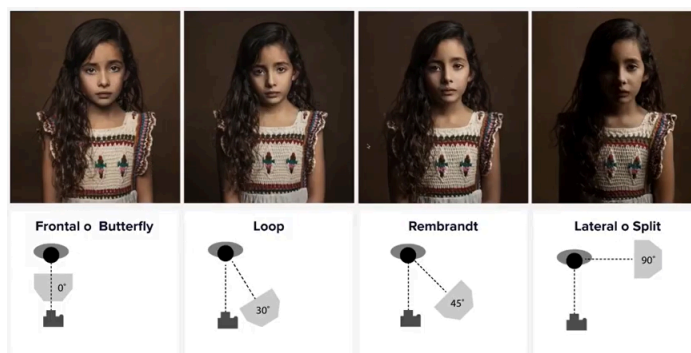 Frontal o Butterfly
Loop
Rembrandt
Lateral o Split
0°
30°
45°
90°